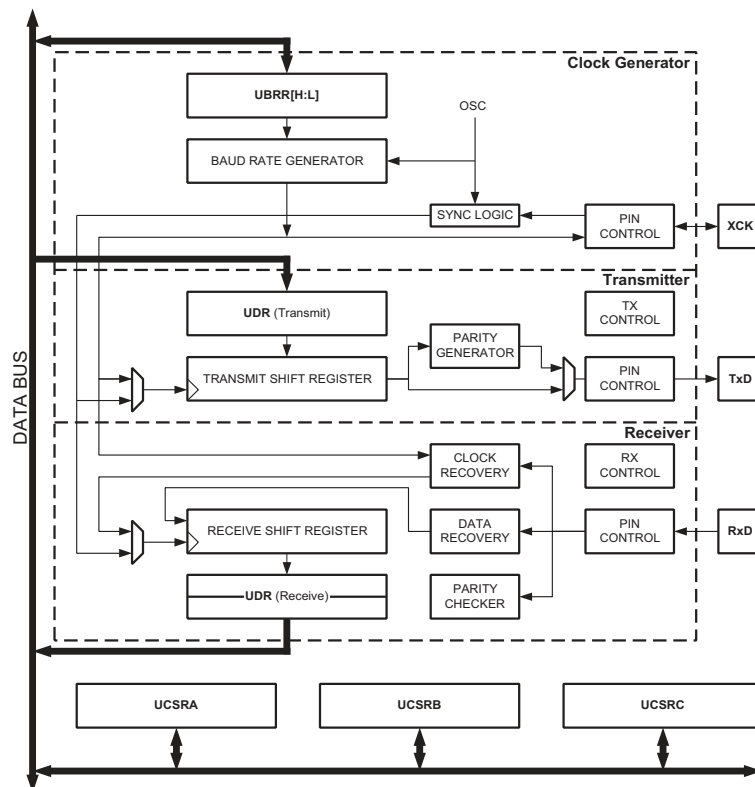 Clock Generator
UBRR[H:L]
OSC
BAUD RATE GENERATOR
SYNC LOGIC
PIN
CONTROL
XCK
Transmitter
UDR (Transmit)
TX
CONTROL
PARITY
GENERATOR
TRANSMIT SHIFT REGISTER
PIN
CONTROL
TxD
DATA BUS
Receiver
CLOCK
RECOVERY
RX
CONTROL
RECEIVE SHIFT REGISTER
DATA
RECOVERY
PIN
CONTROL
RxD
UDR (Receive)
PARITY
CHECKER
UCSRA
UCSRB
UCSRC